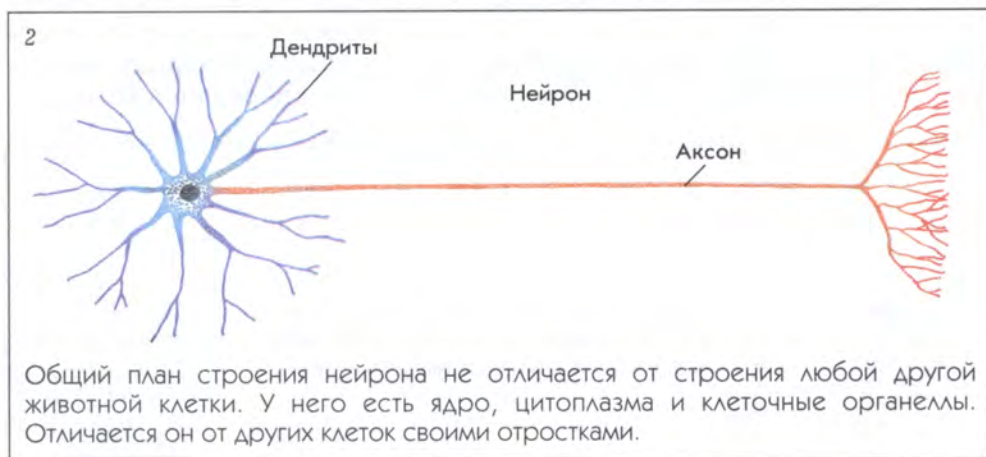 2
Дендриты
Нейрон
Аксон
Общий план строения нейрона не отличается от строения любой другой
животной клетки. У него есть ядро, цитоплазма и клеточные органеллы.
Отличается он от других клеток своими отростками.